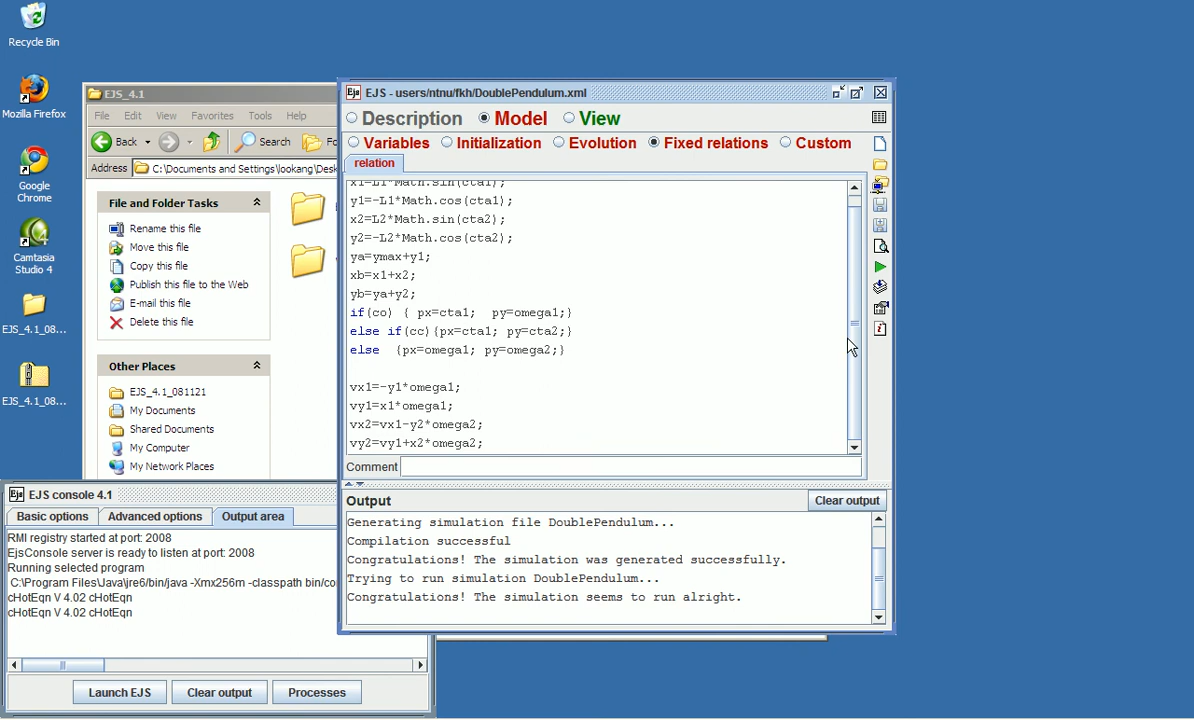 Recycle Bin
Mozilla Firefox
Google
Chrome
Camtasia
Studio 4
EJS_4.1_08...
EJS_4.1_08...
EJS_4.1
File Edit View Favorites Tools Help
Back Search
Address C:\Documents and Settings\lookang\Desk
File and Folder Tasks
Rename this file
Move this file
Copy this file
Publish this file to the Web
E-mail this file
Delete this file
Other Places
EJS_4.1_081121
My Documents
Shared Documents
My Computer
My Network Places
EJS - users/ntnu/fkh/DoublePendulum.xml
Description Model View
Variables Initialization Evolution Fixed relations Custom
relation
x1=L1*Math.sin(cta1);
y1=-L1*Math.cos(cta1);
x2=L2*Math.sin(cta2);
y2=-L2*Math.cos(cta2);
ya=ymax+y1;
xb=x1+x2;
yb=ya+y2;
if(co) { px=cta1; py=omega1;}
else if(cc){px=cta1; py=cta2;}
else {px=omega1; py=omega2;}
vx1=-y1*omega1;
vy1=x1*omega1;
vx2=vx1-y2*omega2;
vy2=vy1+x2*omega2;
Comment
Output Clear output
Generating simulation file DoublePendulum...
Compilation successful
Congratulations! The simulation was generated successfully.
Trying to run simulation DoublePendulum...
Congratulations! The simulation seems to run alright.
EJS console 4.1
Basic options Advanced options Output area
RMI registry started at port: 2008
EjsConsole server is ready to listen at port: 2008
Running selected program
C:\Program Files\Java\jre6/bin/java -Xmx256m -classpath bin/co
cHotEqn V 4.02 cHotEqn
cHotEqn V 4.02 cHotEqn
Launch EJS Clear output Processes